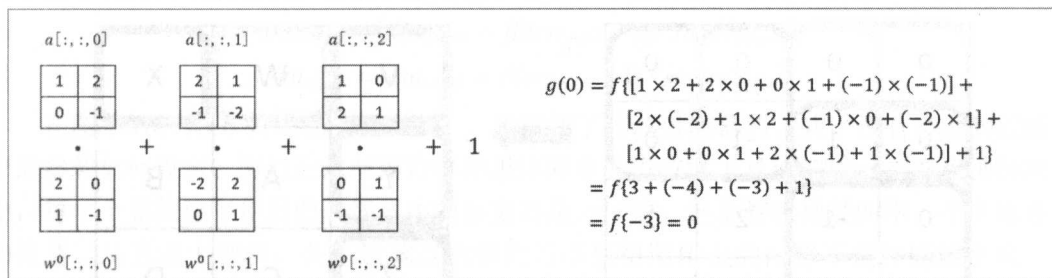 a[:, :, 0] a[:, :, 1] a[:, :, 2]
1 2 2 1 1 0
0 -1 -1 -2 2 1
· + · + · + 1
2 0 -2 2 0 1
1 -1 0 1 -1 -1
w⁰[:, :, 0] w⁰[:, :, 1] w⁰[:, :, 2]
g(0) = f{[1 × 2 + 2 × 0 + 0 × 1 + (−1) × (−1)] +
[2 × (−2) + 1 × 2 + (−1) × 0 + (−2) × 1] +
[1 × 0 + 0 × 1 + 2 × (−1) + 1 × (−1)] + 1}
= f{3 + (−4) + (−3) + 1}
= f{−3} = 0